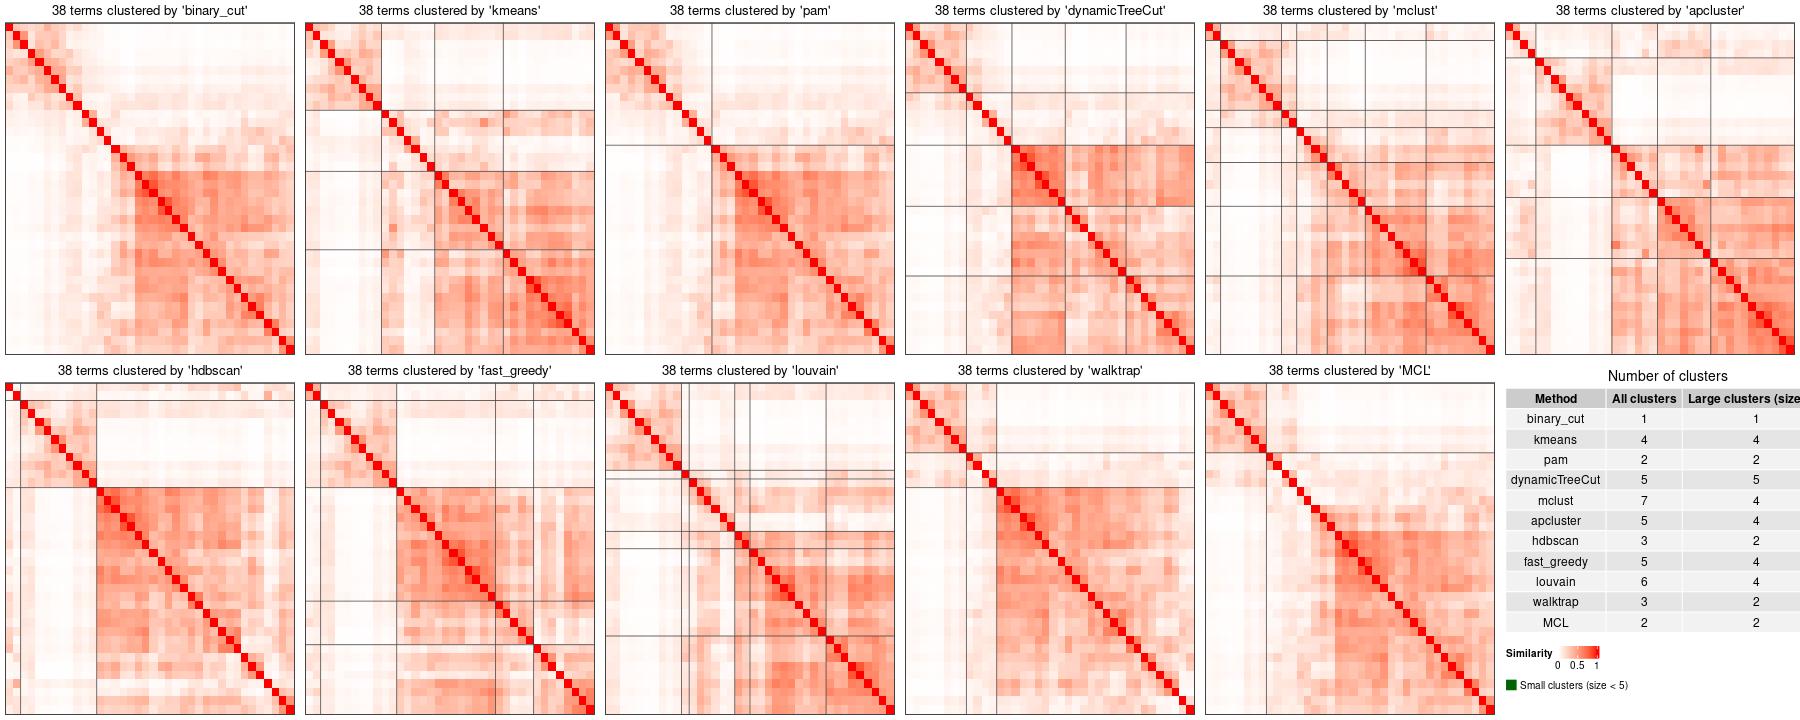 38 terms clustered by 'binary_cut'
38 terms clustered by 'kmeans'
38 terms clustered by 'pam'
38 terms clustered by 'dynamicTreeCut'
38 terms clustered by 'mclust'
38 terms clustered by 'apcluster'
38 terms clustered by 'hdbscan'
38 terms clustered by 'fast_greedy'
38 terms clustered by 'louvain'
38 terms clustered by 'walktrap'
38 terms clustered by 'MCL'
Number of clusters
Method All clusters Large clusters (size
binary_cut 1 1
kmeans 4 4
pam 2 2
dynamicTreeCut 5 5
mclust 7 4
apcluster 5 4
hdbscan 3 2
fast_greedy 5 4
louvain 6 4
walktrap 3 2
MCL 2 2
Similarity
0 0.5 1
Small clusters (size < 5)